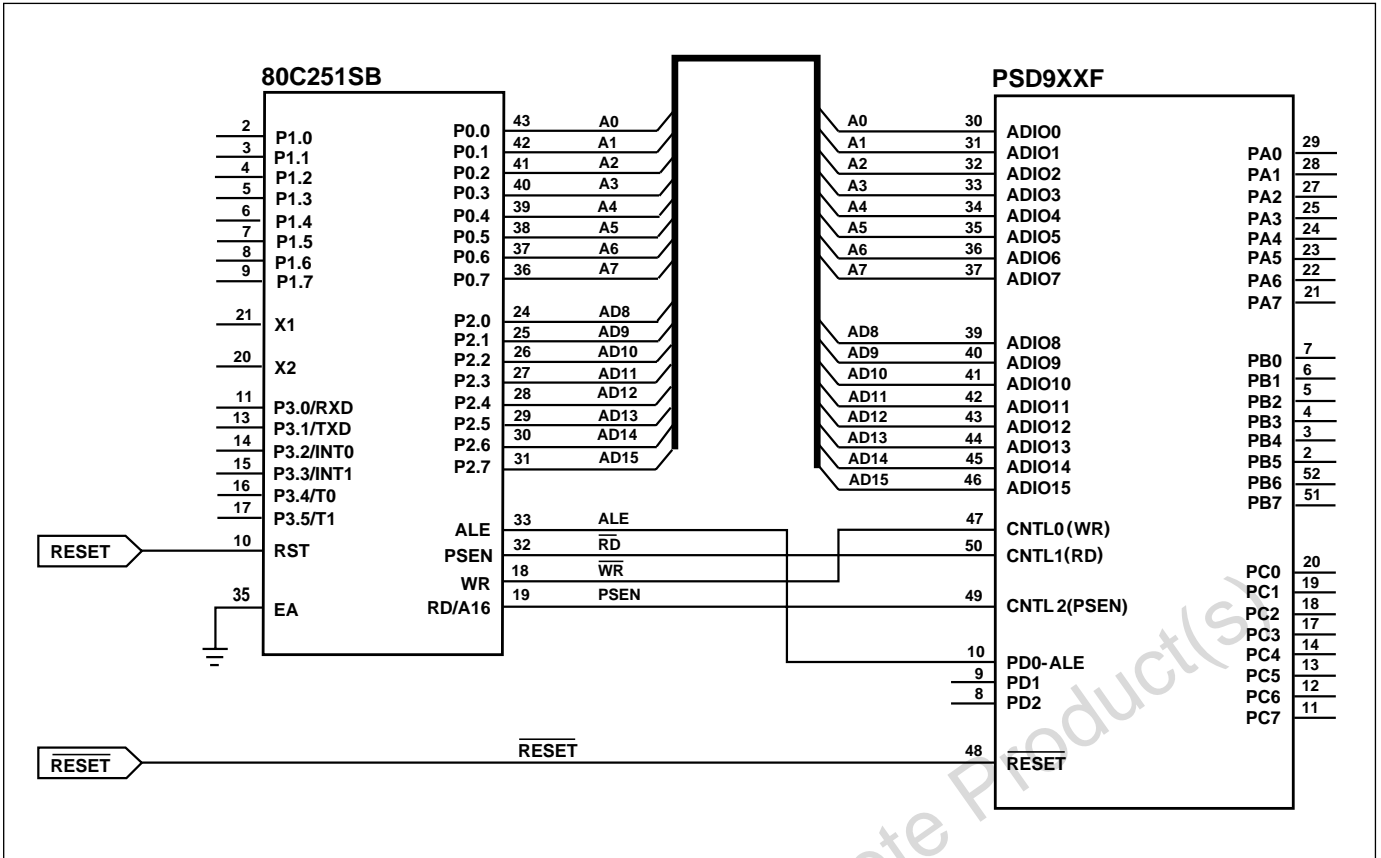 80C251SB
2 P1.0
3 P1.1
4 P1.2
5 P1.3
6 P1.4
7 P1.5
8 P1.6
9 P1.7
21 X1
20 X2
11 P3.0/RXD
13 P3.1/TXD
14 P3.2/INT0
15 P3.3/INT1
16 P3.4/T0
17 P3.5/T1
RESET 10 RST
35 EA
P0.0 43 A0
P0.1 42 A1
P0.2 41 A2
P0.3 40 A3
P0.4 39 A4
P0.5 38 A5
P0.6 37 A6
P0.7 36 A7
P2.0 24 AD8
P2.1 25 AD9
P2.2 26 AD10
P2.3 27 AD11
P2.4 28 AD12
P2.5 29 AD13
P2.6 30 AD14
P2.7 31 AD15
ALE 33 ALE
PSEN 32 RD
WR 18 WR
RD/A16 19 PSEN
PSD9XXF
A0 30 ADIO0
A1 31 ADIO1
A2 32 ADIO2
A3 33 ADIO3
A4 34 ADIO4
A5 35 ADIO5
A6 36 ADIO6
A7 37 ADIO7
AD8 39 ADIO8
AD9 40 ADIO9
AD10 41 ADIO10
AD11 42 ADIO11
AD12 43 ADIO12
AD13 44 ADIO13
AD14 45 ADIO14
AD15 46 ADIO15
47 CNTL0(WR)
50 CNTL1(RD)
49 CNTL 2(PSEN)
10 PD0-ALE
9 PD1
8 PD2
RESET RESET 48 RESET
PA0 29
PA1 28
PA2 27
PA3 25
PA4 24
PA5 23
PA6 22
PA7 21
PB0 7
PB1 6
PB2 5
PB3 4
PB4 3
PB5 2
PB6 52
PB7 51
PC0 20
PC1 19
PC2 18
PC3 17
PC4 14
PC5 13
PC6 12
PC7 11
Product(s)